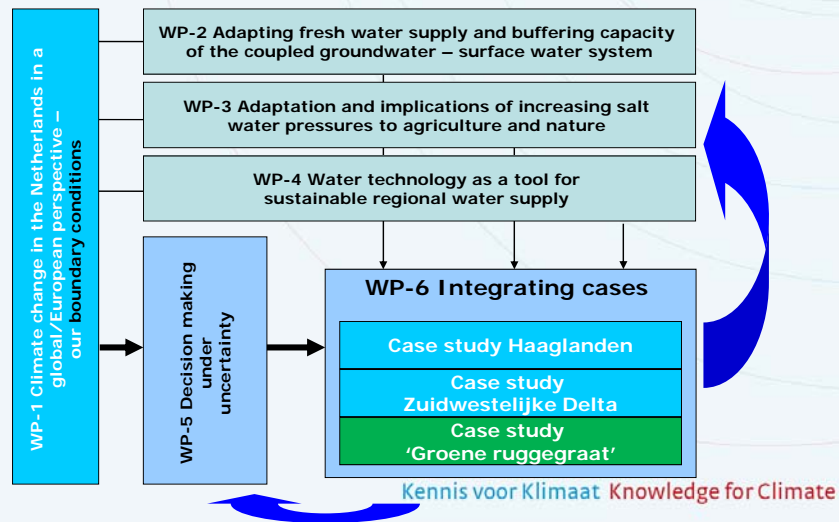 WP-1 Climate change in the Netherlands in a
global/European perspective –
our boundary conditions
WP-2 Adapting fresh water supply and buffering capacity
of the coupled groundwater – surface water system
WP-3 Adaptation and implications of increasing salt
water pressures to agriculture and nature
WP-4 Water technology as a tool for
sustainable regional water supply
WP-5 Decision making
under
uncertainty
WP-6 Integrating cases
Case study Haaglanden
Case study
Zuidwestelijke Delta
Case study
'Groene ruggegraat'
Kennis voor Klimaat Knowledge for Climate